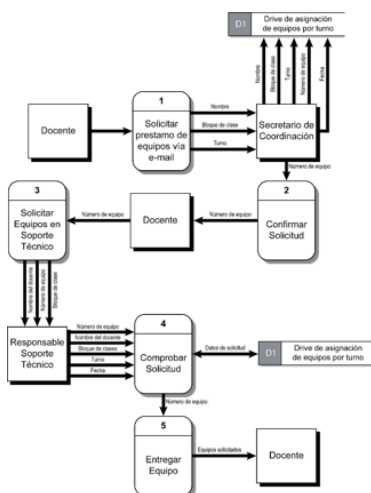 D1
Drive de asignación
de equipos por turno
Nombre
Bloque de clase
Turno
Número de equipo
Fecha
1
Solicitar
prestamo de
equipos vía
e-mail
Nombre
Bloque de clase
Turno
Docente
Secretario de
Coordinación
Número de equipo
3
Solicitar
Equipos en
Soporte
Técnico
Número de equipo
Docente
Número de equipo
2
Confirmar
Solicitud
Nombre del docente
Número de equipo
Bloque de clase
Responsable
Soporte
Técnico
Número de equipo
Nombre del docente
Bloque de clases
Turno
Fecha
4
Comprobar
Solicitud
Datos de solicitud
D1
Drive de asignación
de equipos por turno
Número de equipo
5
Entregar
Equipo
Equipos solicitados
Docente